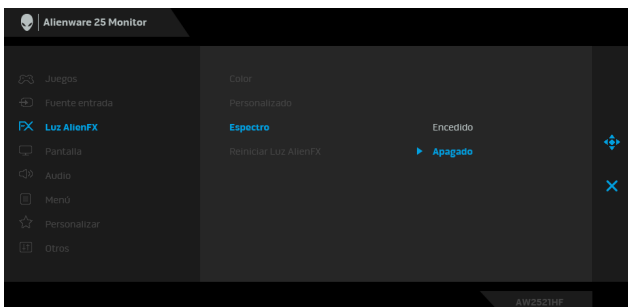 Alienware 25 Monitor
Juegos
Color
Fuente entrada
Personalizado
FX Luz AlienFX
Espectro
Encedido
Pantalla
Reiniciar Luz AlienFX
Apagado
Audio
Menú
Personalizar
Otros
AW2521HF